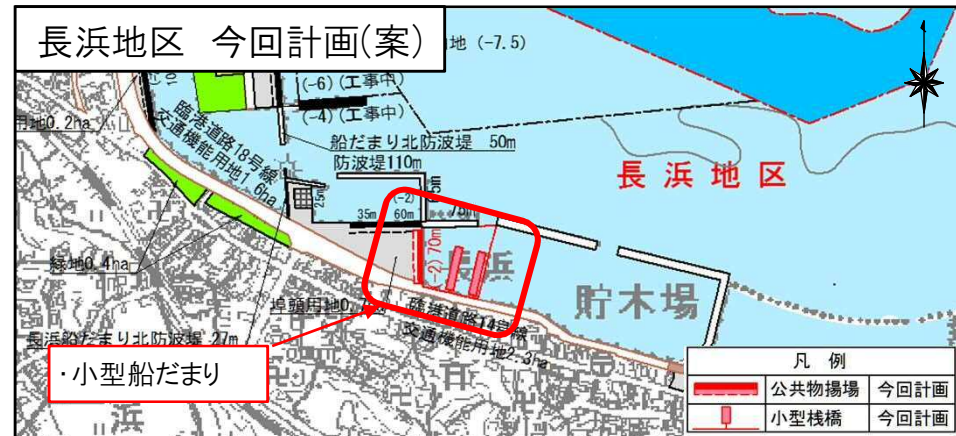 長浜地区 今回計画(案)
地 (-7.5)
(-6)(工事中)
(-4)(工事中)
用地0.2ha
臨港道路18号線
交通機能用地1.6ha
船だまり北防波堤 50m
防波堤110m
長浜地区
25m
(-2)
35m 60m
(-2) 70m
長浜
貯木場
緑地0.4ha
埠頭用地0.
臨港道路14号線
交通機能用地2.3ha
長浜船だまり北防波堤 27m
・小型船だまり
浜
凡 例
公共物揚場 今回計画
小型桟橋 今回計画